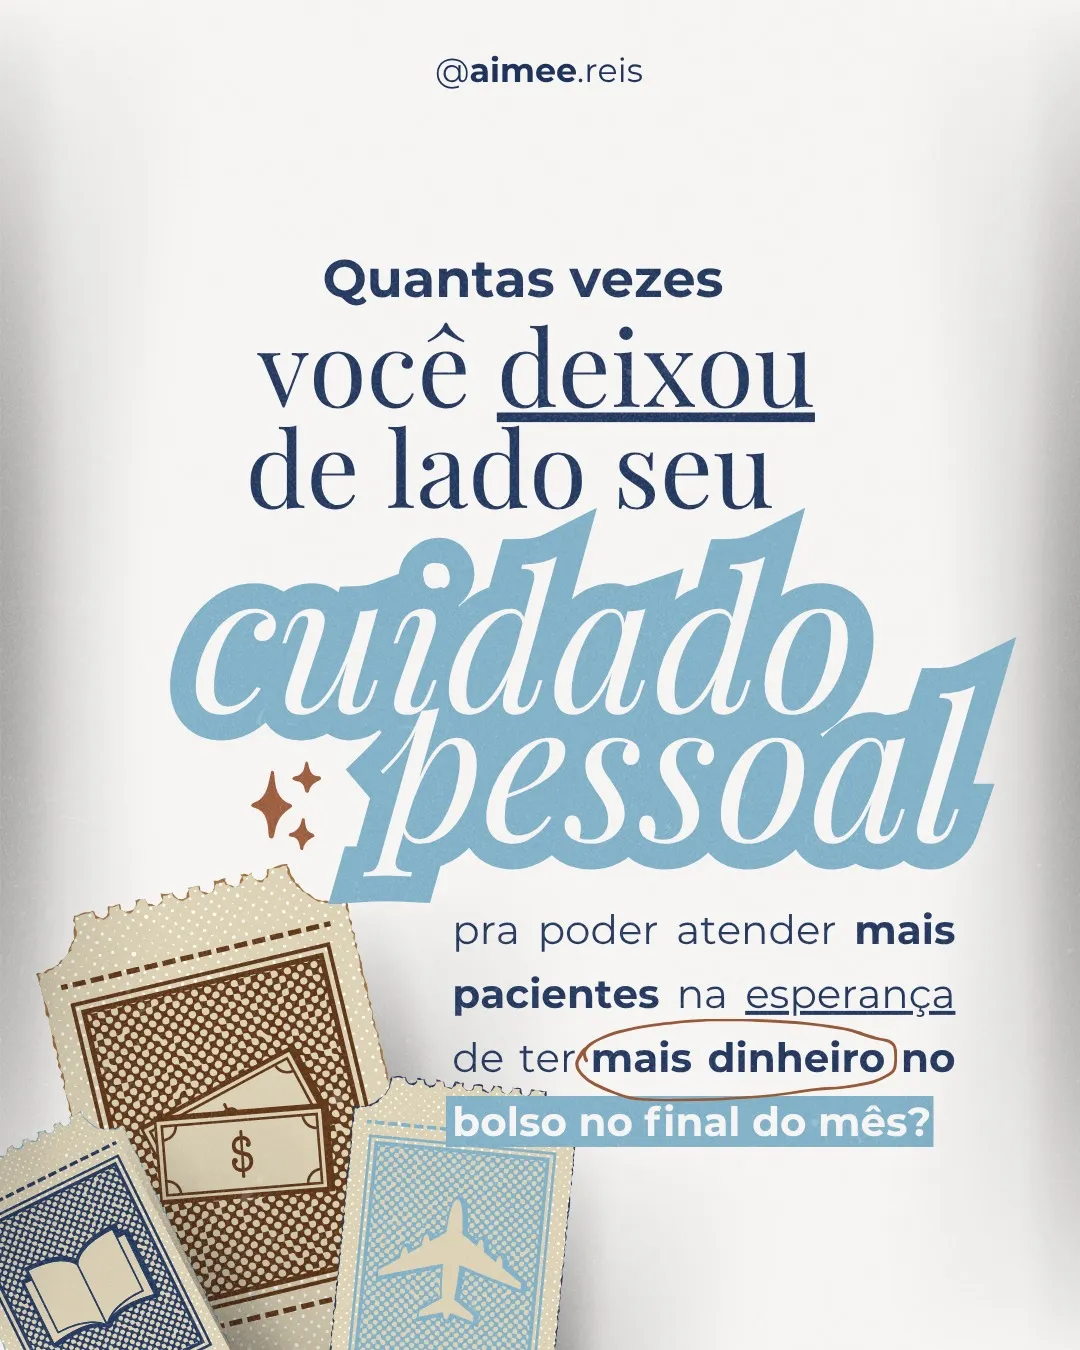 @aimee.reis
Quantas vezes
você deixou
de lado seu
cuidado
pessoal
pra poder atender mais
pacientes na esperança
de ter mais dinheiro no
bolso no final do mês?
$